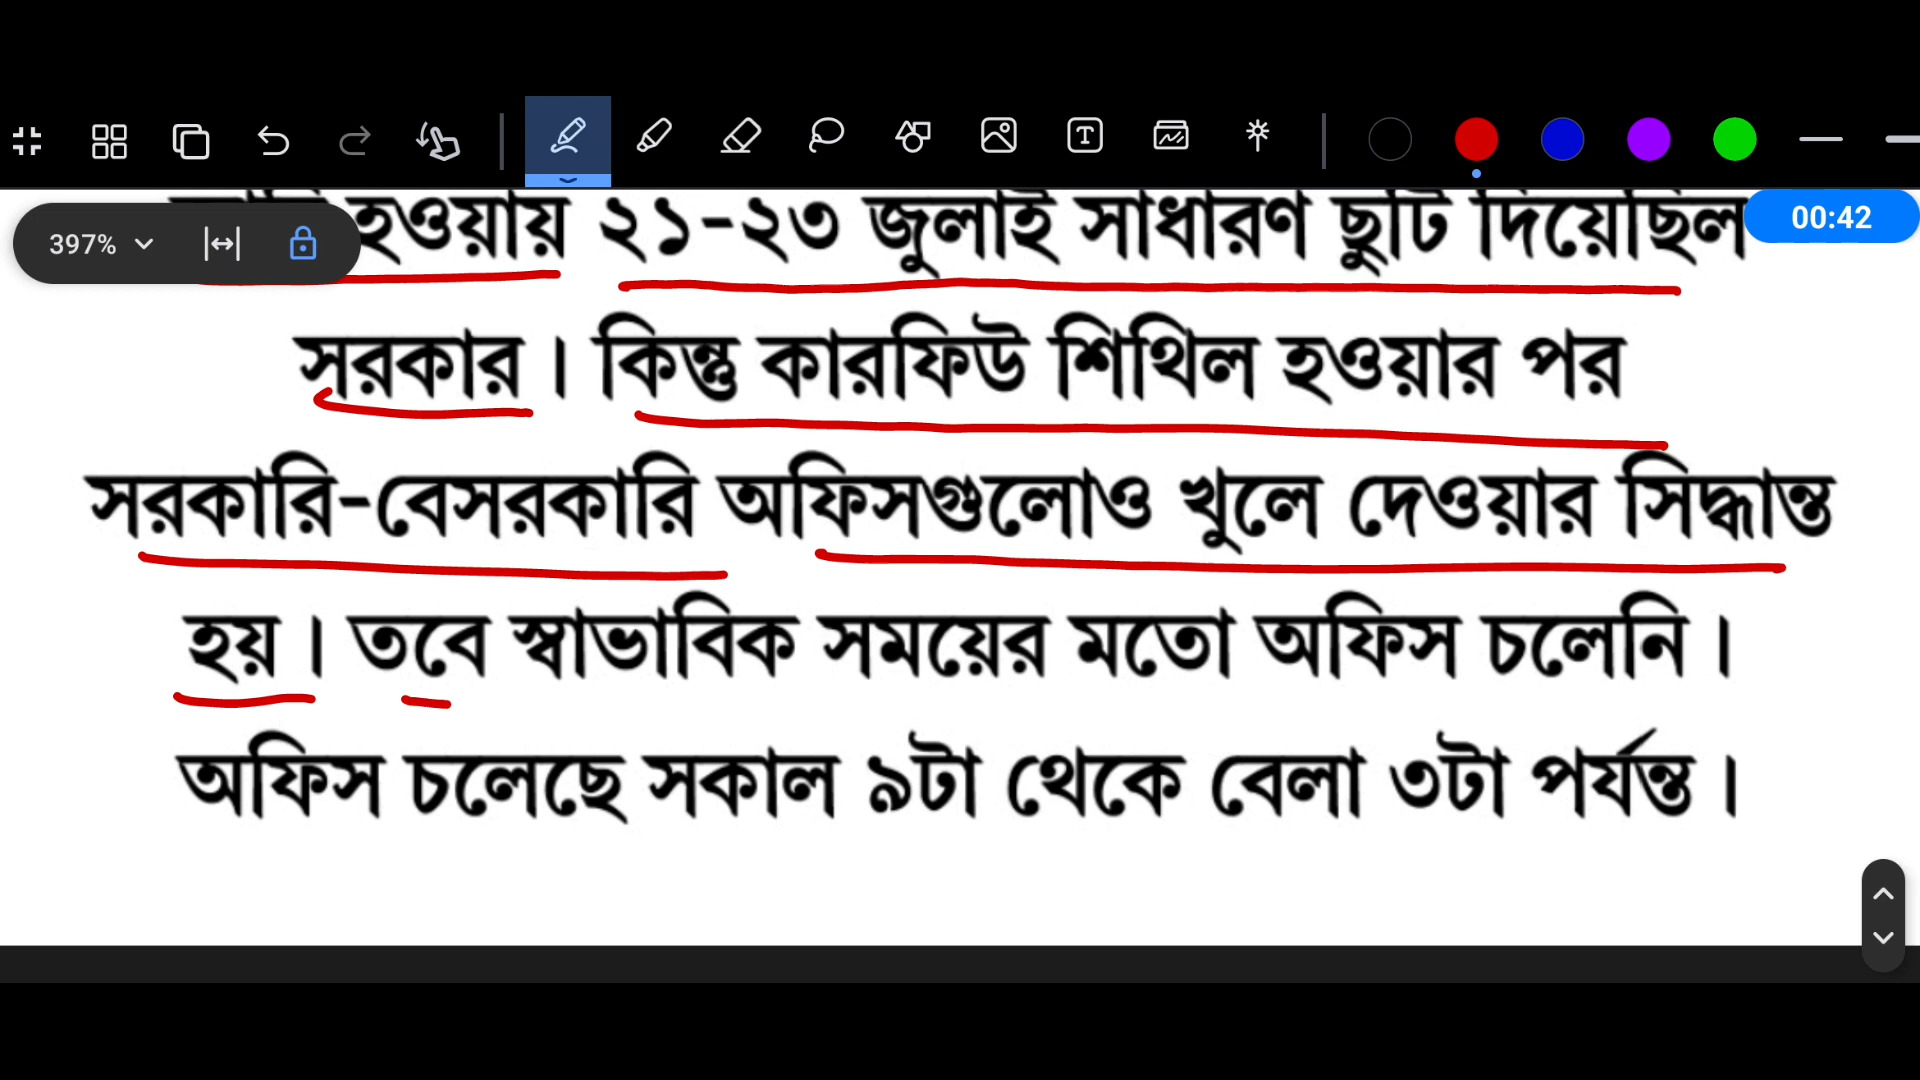 397%
00:42
হওয়ায় ২১-২৩ জুলাই সাধারণ ছুটি দিয়েছিল
সরকার। কিন্তু কারফিউ শিথিল হওয়ার পর
সরকারি-বেসরকারি অফিসগুলোও খুলে দেওয়ার সিদ্ধান্ত
হয়। তবে স্বাভাবিক সময়ের মতো অফিস চলেনি।
অফিস চলেছে সকাল ৯টা থেকে বেলা ৩টা পর্যন্ত।